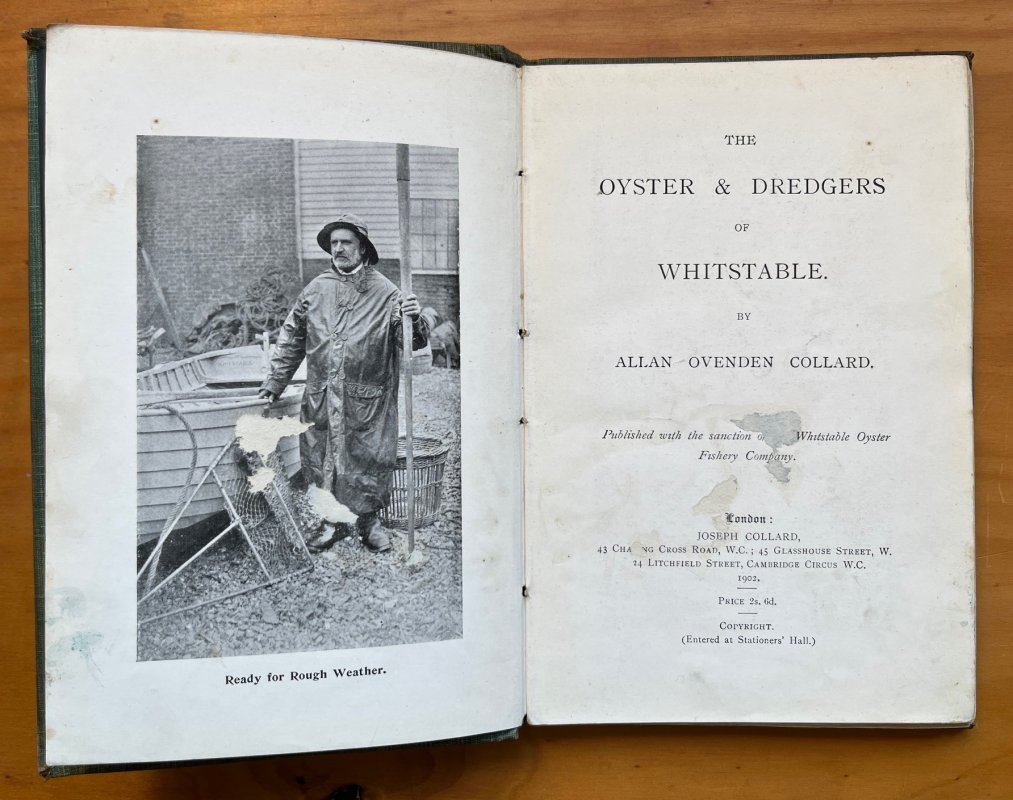 Ready for Rough Weather.
THE
OYSTER & DREDGERS
OF
WHITSTABLE.
BY
ALLAN OVENDEN COLLARD.
Published with the sanction Whitstable Oyster
Fishery Company.
London:
JOSEPH COLLARD,
43 Cha ng Cross Road, W.C.; 45 Glasshouse Street, W.
24 Litchfield Street, Cambridge Circus W.C.
1902.
Price 2s. 6d.
Copyright.
(Entered at Stationers' Hall.)